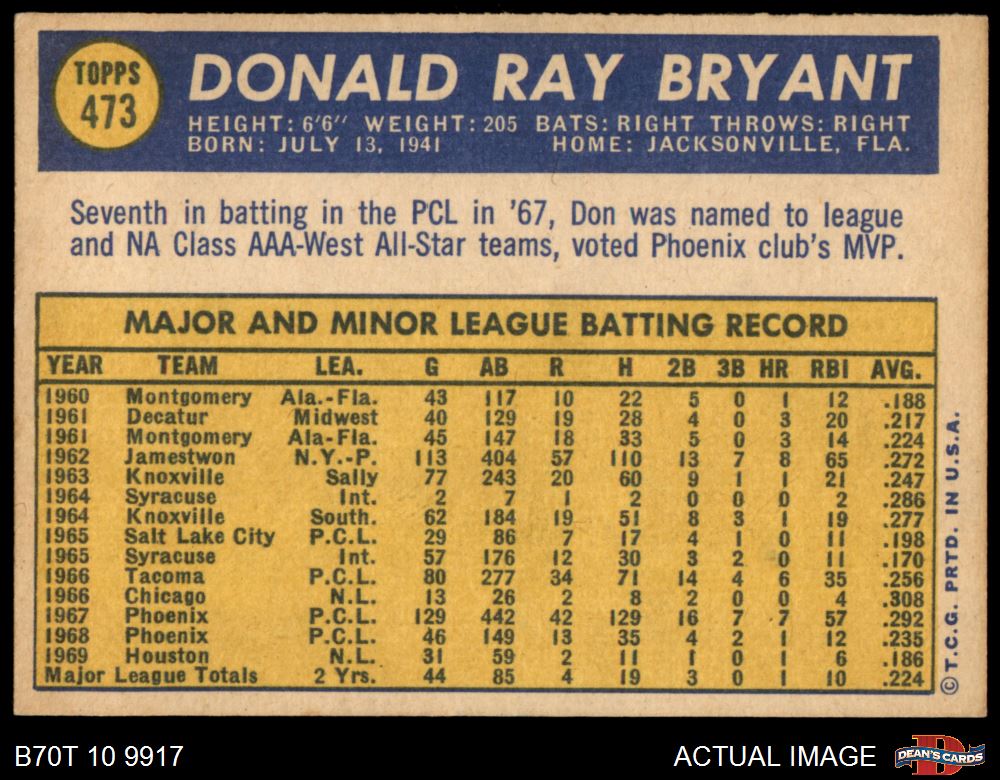 TOPPS
473
DONALD RAY BRYANT
HEIGHT: 6'6" WEIGHT: 205 BATS: RIGHT THROWS: RIGHT
BORN: JULY 13, 1941 HOME: JACKSONVILLE, FLA.
Seventh in batting in the PCL in '67, Don was named to league
and NA Class AAA-West All-Star teams, voted Phoenix club's MVP.
MAJOR AND MINOR LEAGUE BATTING RECORD
YEAR TEAM LEA. G AB R H 2B 3B HR RBI AVG.
1960 Montgomery Ala.-Fla. 43 117 10 22 5 0 1 12 .188
1961 Decatur Midwest 40 129 19 28 4 0 3 20 .217
1961 Montgomery Ala-Fla. 45 147 18 33 5 0 3 14 .224
1962 Jamestwon N.Y.-P. 113 404 57 110 13 7 8 65 .272
1963 Knoxville Sally 77 243 20 60 9 1 1 21 .247
1964 Syracuse Int. 2 7 1 2 0 0 0 2 .286
1964 Knoxville South. 62 184 19 51 8 3 1 19 .277
1965 Salt Lake City P.C.L. 29 86 7 17 4 1 0 11 .198
1965 Syracuse Int. 57 176 12 30 3 2 0 11 .170
1966 Tacoma P.C.L. 80 277 34 71 14 4 6 35 .256
1966 Chicago N.L. 13 26 2 8 2 0 0 4 .308
1967 Phoenix P.C.L. 129 442 42 129 16 7 7 57 .292
1968 Phoenix P.C.L. 46 149 13 35 4 2 1 12 .235
1969 Houston N.L. 31 59 2 11 1 0 1 6 .186
Major League Totals 2 Yrs. 44 85 4 19 3 0 1 10 .224
©T.C.G. PRTD. IN U.S.A.
B70T 10 9917
ACTUAL IMAGE
D
DEAN'S CARDS